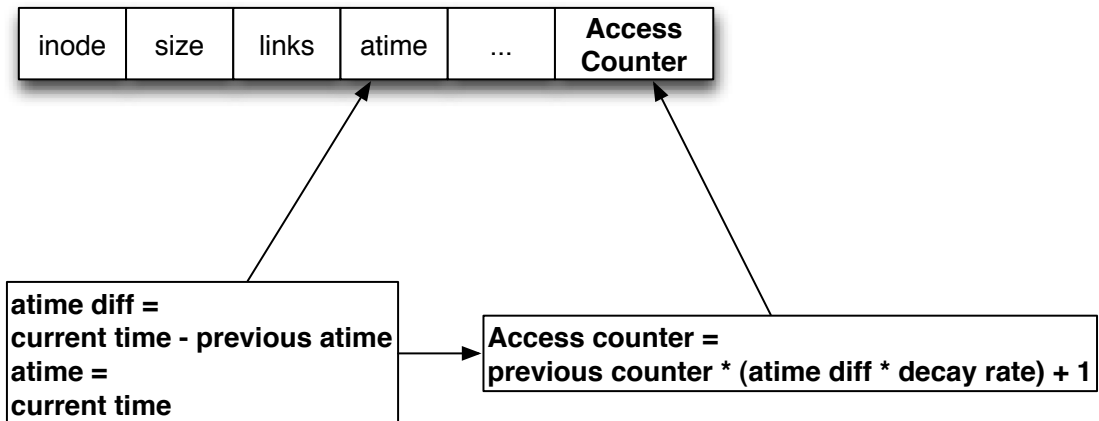 inode size links atime ... Access
Counter
atime diff =
current time - previous atime
atime =
current time
Access counter =
previous counter * (atime diff * decay rate) + 1